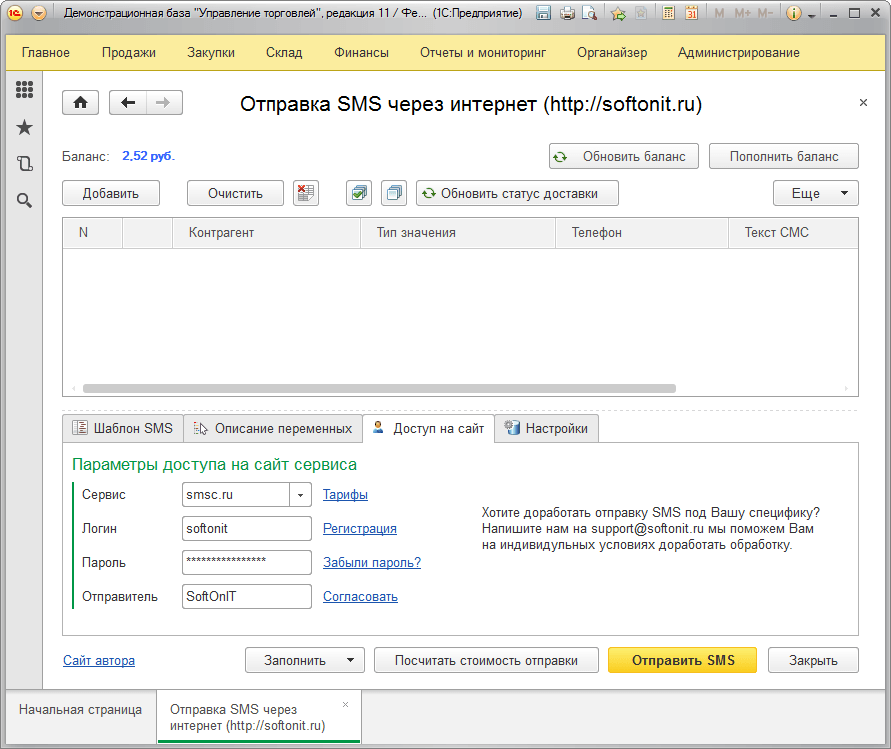 Демонстрационная база "Управление торговлей", редакция 11 / Фе... (1С:Предприятие)
M M+ M-
Главное Продажи Закупки Склад Финансы Отчеты и мониторинг Органайзер Администрирование
Отправка SMS через интернет (http://softonit.ru)
Баланс: 2,52 руб. Обновить баланс Пополнить баланс
Добавить Очистить Обновить статус доставки Еще
N Контрагент Тип значения Телефон Текст СМС
Шаблон SMS Описание переменных Доступ на сайт Настройки
Параметры доступа на сайт сервиса
Сервис smsc.ru Тарифы
Логин softonit Регистрация
Пароль **************** Забыли пароль?
Отправитель SoftOnIT Согласовать
Хотите доработать отправку SMS под Вашу специфику?
Напишите нам на support@softonit.ru мы поможем Вам
на индивидульных условиях доработать обработку.
Сайт автора Заполнить Посчитать стоимость отправки Отправить SMS Закрыть
Начальная страница
Отправка SMS через
интернет (http://softonit.ru)